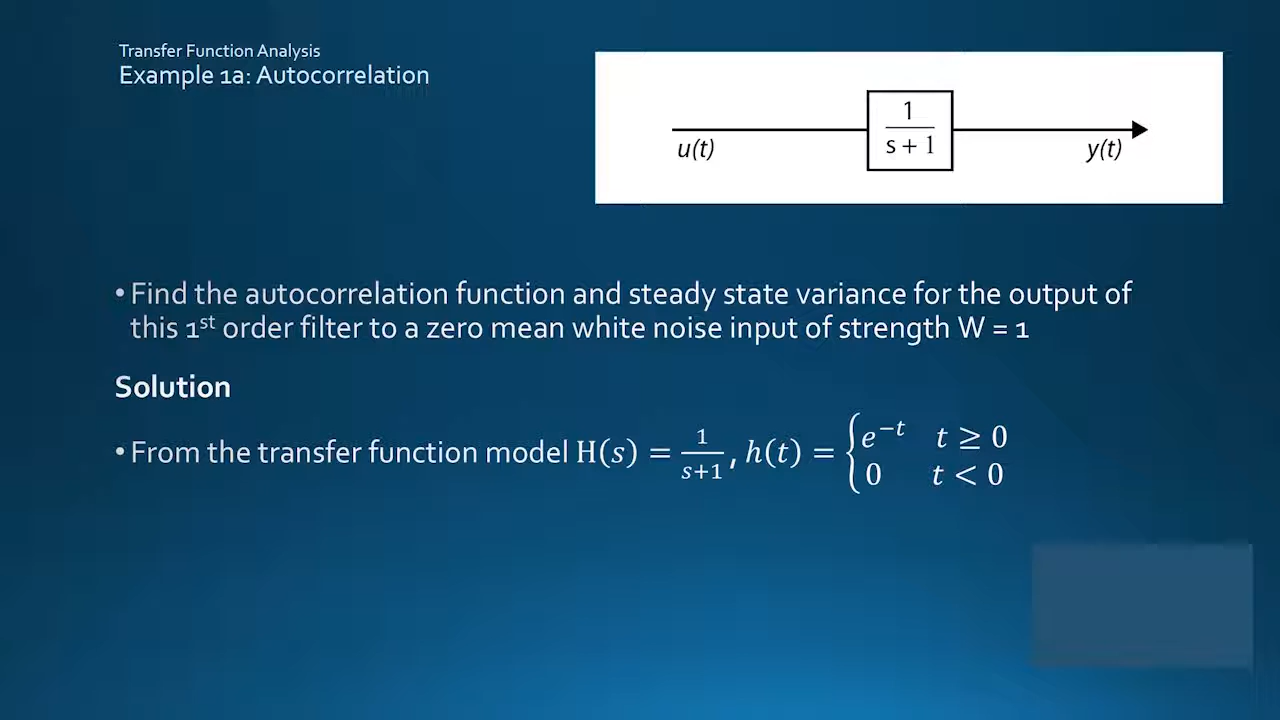 Transfer Function Analysis
Example 1a: Autocorrelation
1
s + 1
u(t)
y(t)
• Find the autocorrelation function and steady state variance for the output of
this 1st order filter to a zero mean white noise input of strength W = 1
Solution
• From the transfer function model H(s) = 1/(s+1), h(t) = { e^{-t} t ≥ 0
0 t < 0